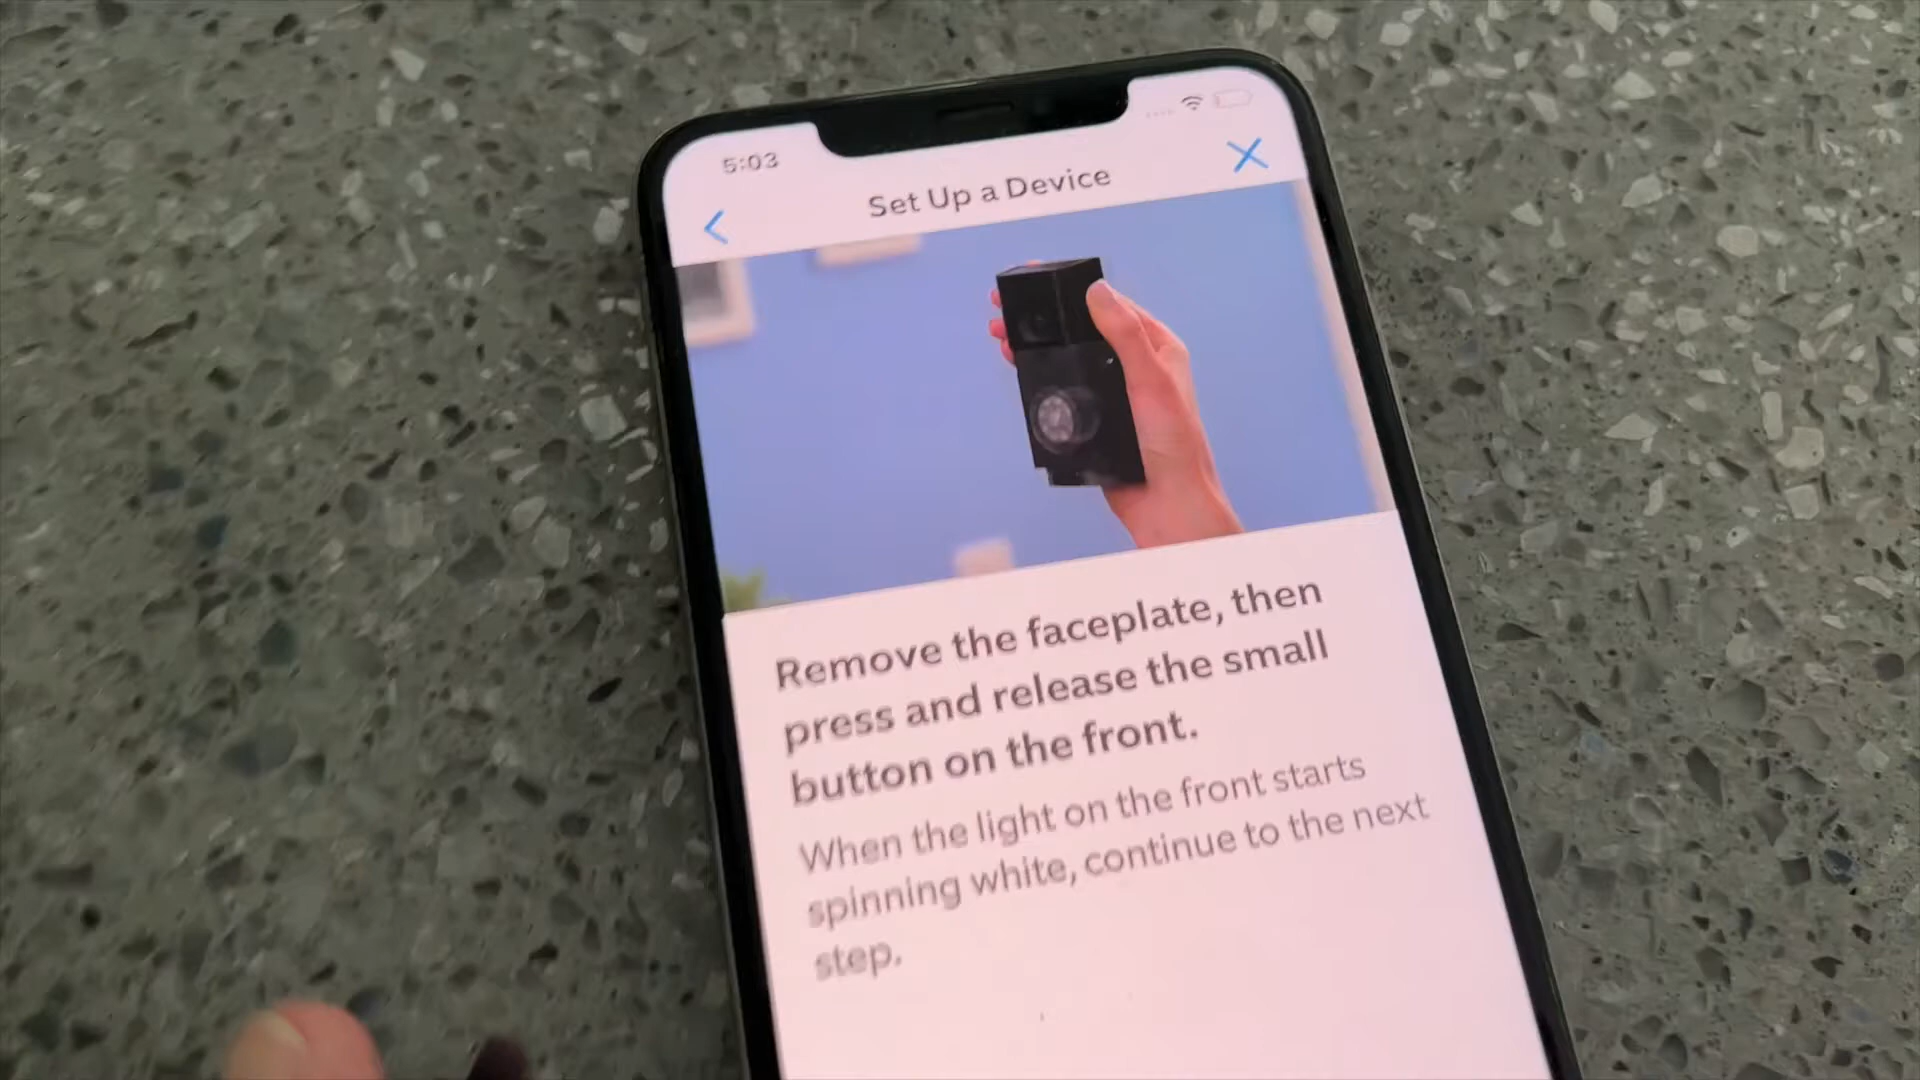 5:03
Set Up a Device
Remove the faceplate, then
press and release the small
button on the front.
When the light on the front starts
spinning white, continue to the next
step.